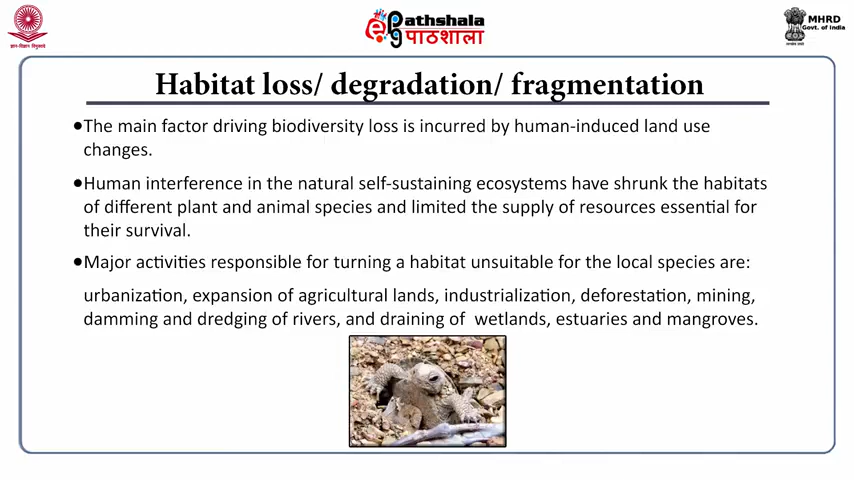 ePathshala
पाठशाला
MHRD
Govt. of India
Habitat loss/ degradation/ fragmentation
•The main factor driving biodiversity loss is incurred by human-induced land use
changes.
•Human interference in the natural self-sustaining ecosystems have shrunk the habitats
of different plant and animal species and limited the supply of resources essential for
their survival.
•Major activities responsible for turning a habitat unsuitable for the local species are:
urbanization, expansion of agricultural lands, industrialization, deforestation, mining,
damming and dredging of rivers, and draining of wetlands, estuaries and mangroves.